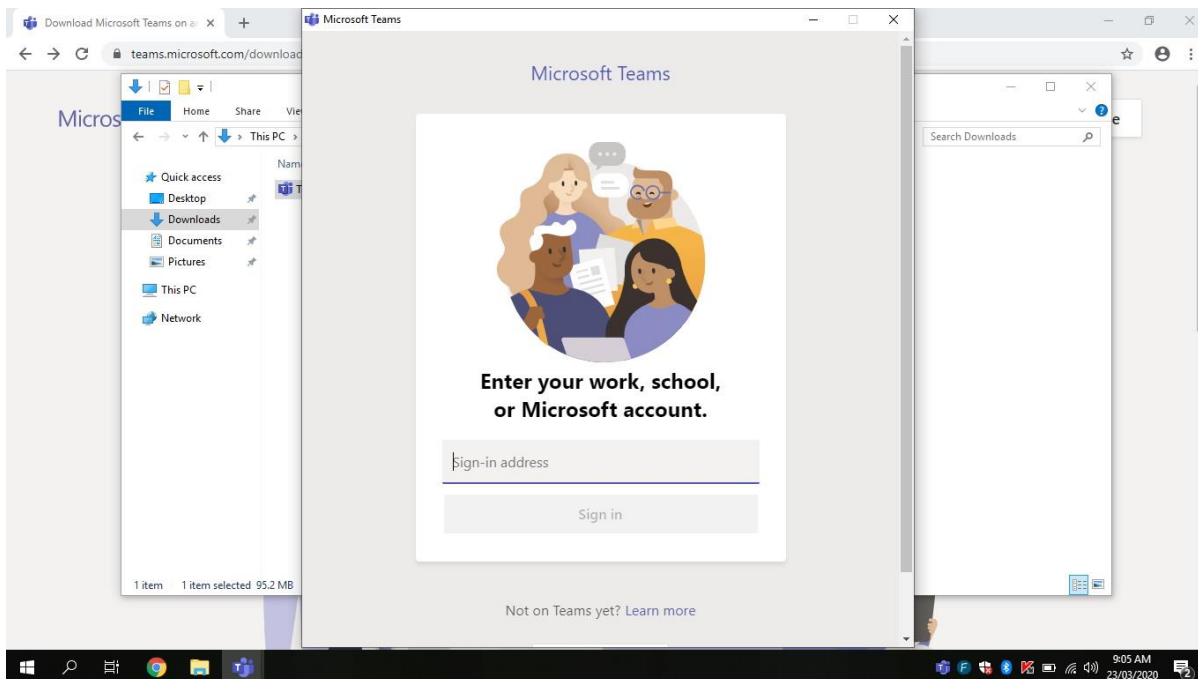 Download Microsoft Teams on a
teams.microsoft.com/download
Microsoft Teams
Micros
e
File Home Share Vie
This PC
Search Downloads
Quick access
Desktop
Downloads
Documents
Pictures
This PC
Network
Nam
T
1 item 1 item selected 95.2 MB
Microsoft Teams
Enter your work, school,
or Microsoft account.
Sign-in address
Sign in
Not on Teams yet? Learn more
9:05 AM
23/03/2020
2